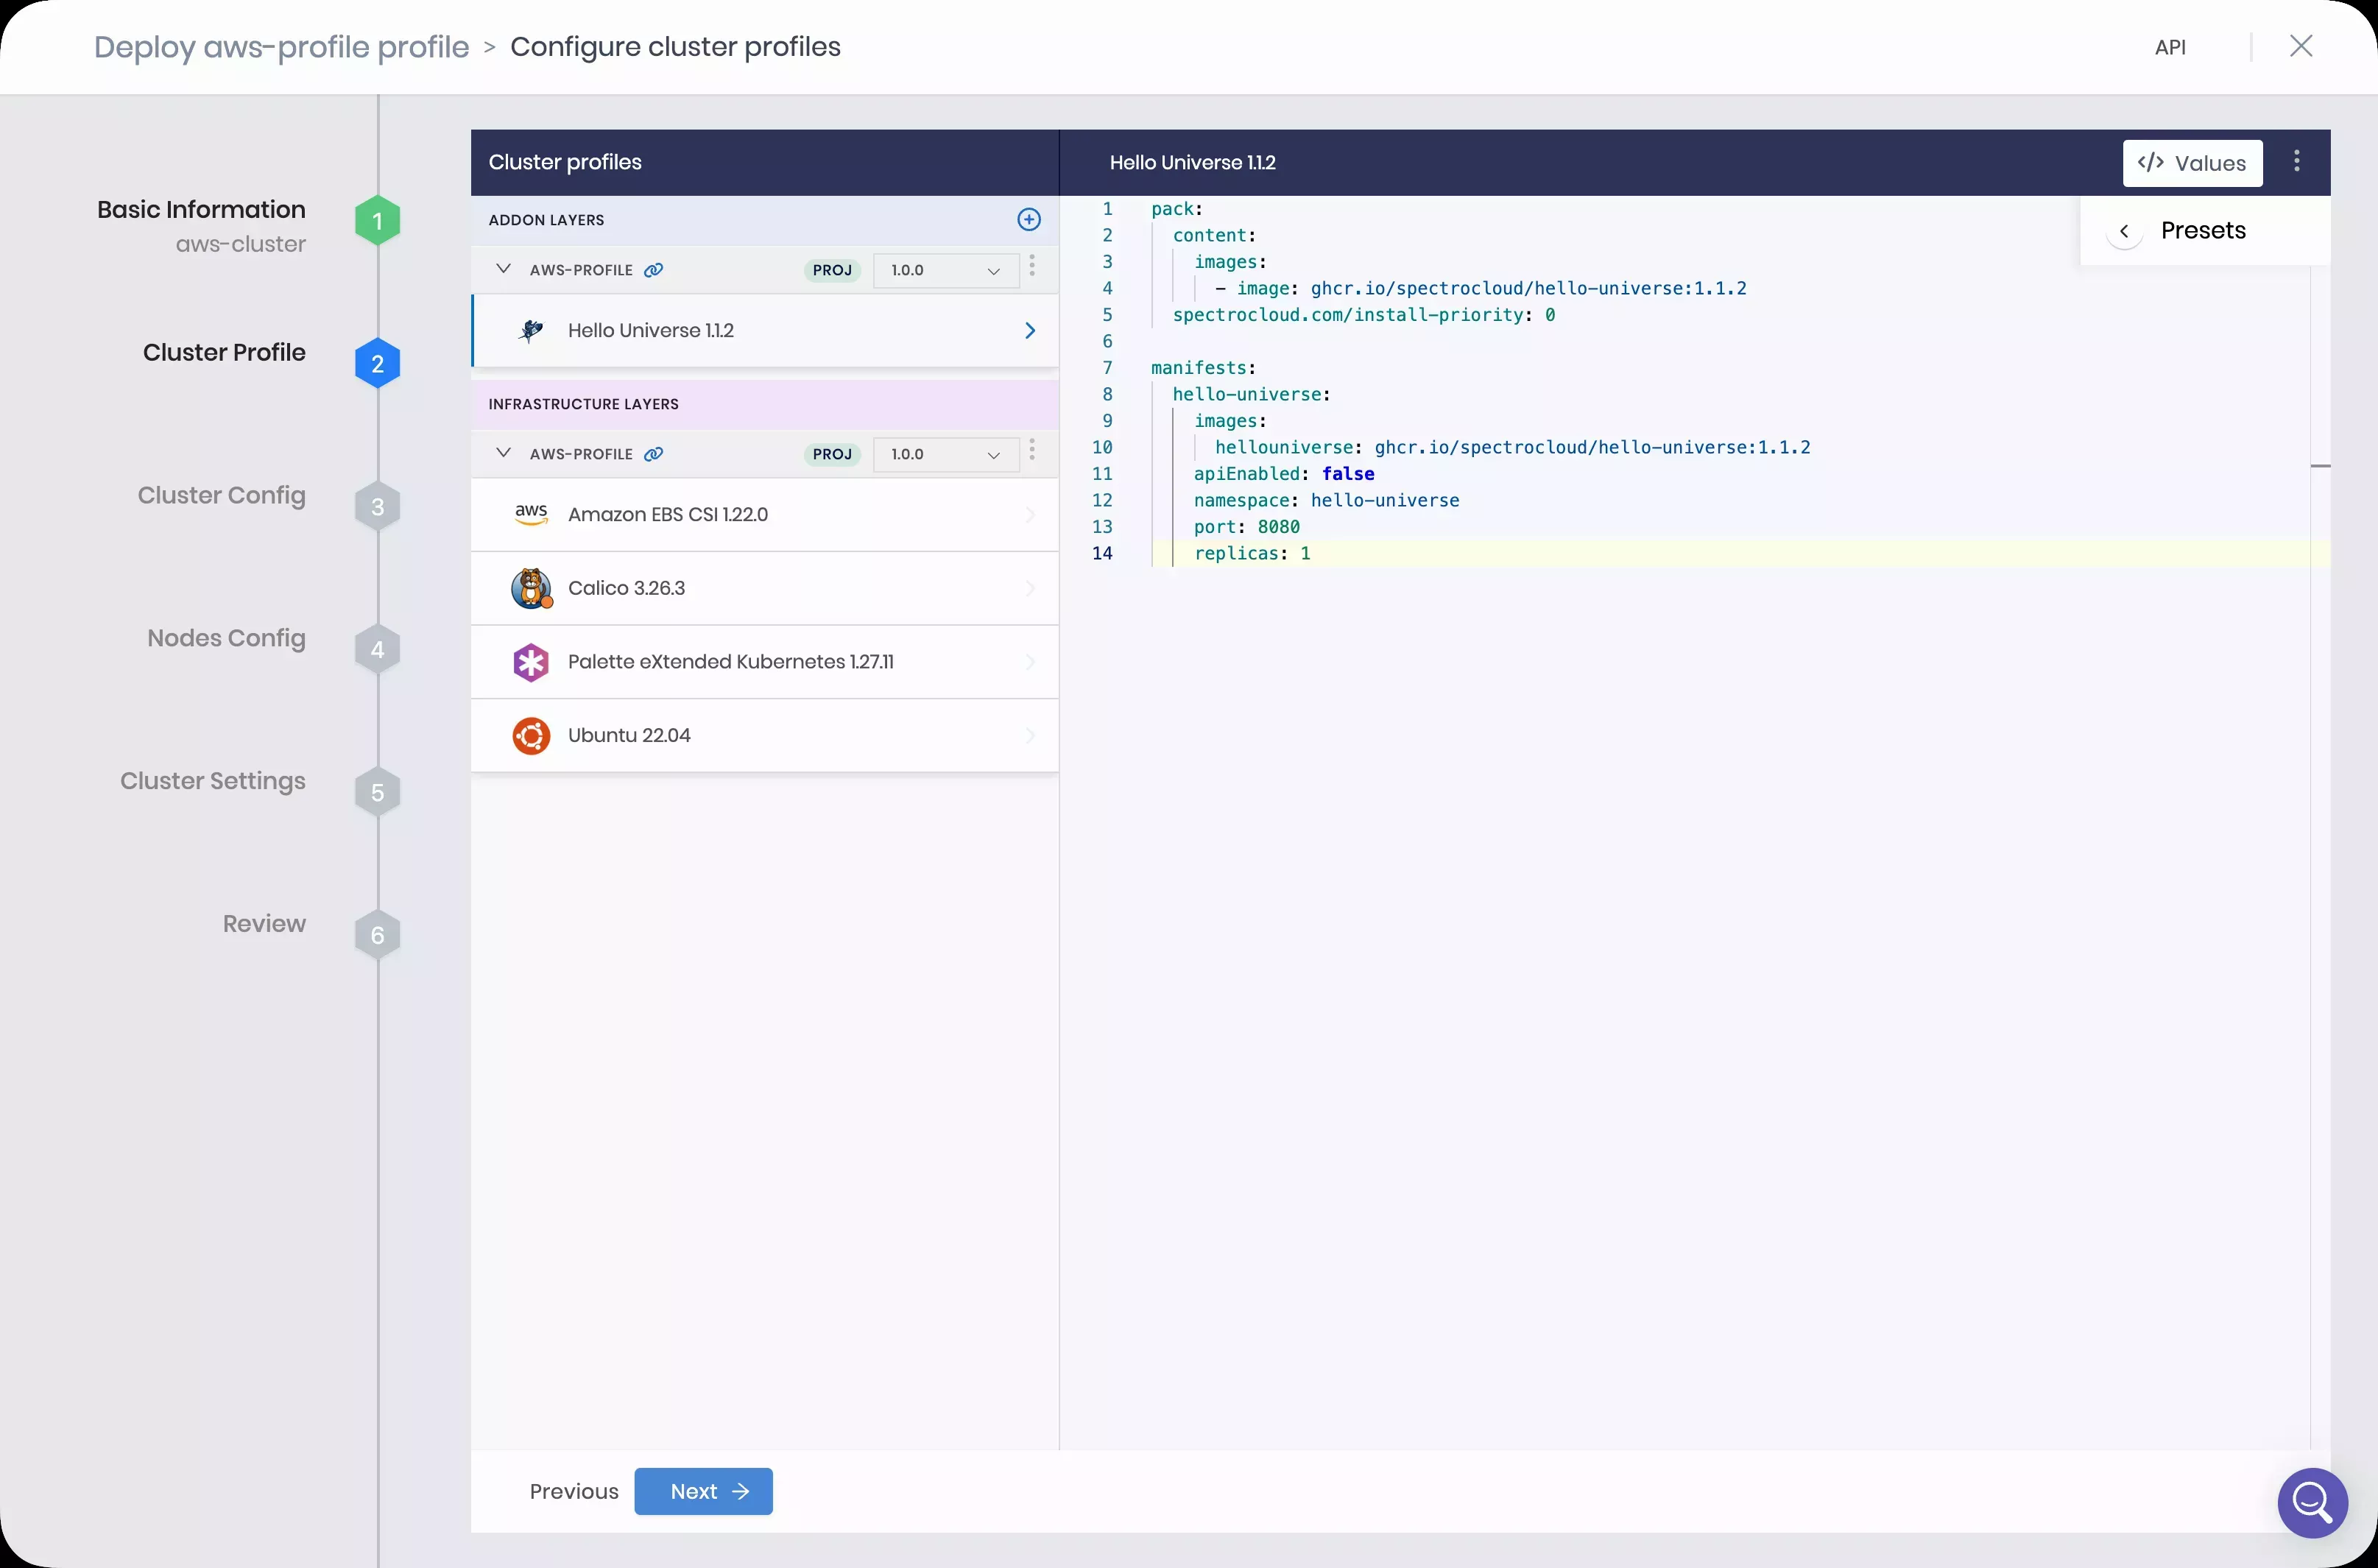 Deploy aws-profile profile > Configure cluster profiles
API
Basic Information
aws-cluster
1
Cluster Profile
2
Cluster Config
3
Nodes Config
4
Cluster Settings
5
Review
6
Cluster profiles
ADDON LAYERS
AWS-PROFILE PROJ 1.0.0
Hello Universe 1.1.2
INFRASTRUCTURE LAYERS
AWS-PROFILE PROJ 1.0.0
aws Amazon EBS CSI 1.22.0
Calico 3.26.3
Palette eXtended Kubernetes 1.27.11
Ubuntu 22.04
Hello Universe 1.1.2
</> Values
Presets
1 pack:
2 content:
3 images:
4 - image: ghcr.io/spectrocloud/hello-universe:1.1.2
5 spectrocloud.com/install-priority: 0
6
7 manifests:
8 hello-universe:
9 images:
10 hellouniverse: ghcr.io/spectrocloud/hello-universe:1.1.2
11 apiEnabled: false
12 namespace: hello-universe
13 port: 8080
14 replicas: 1
Previous
Next →